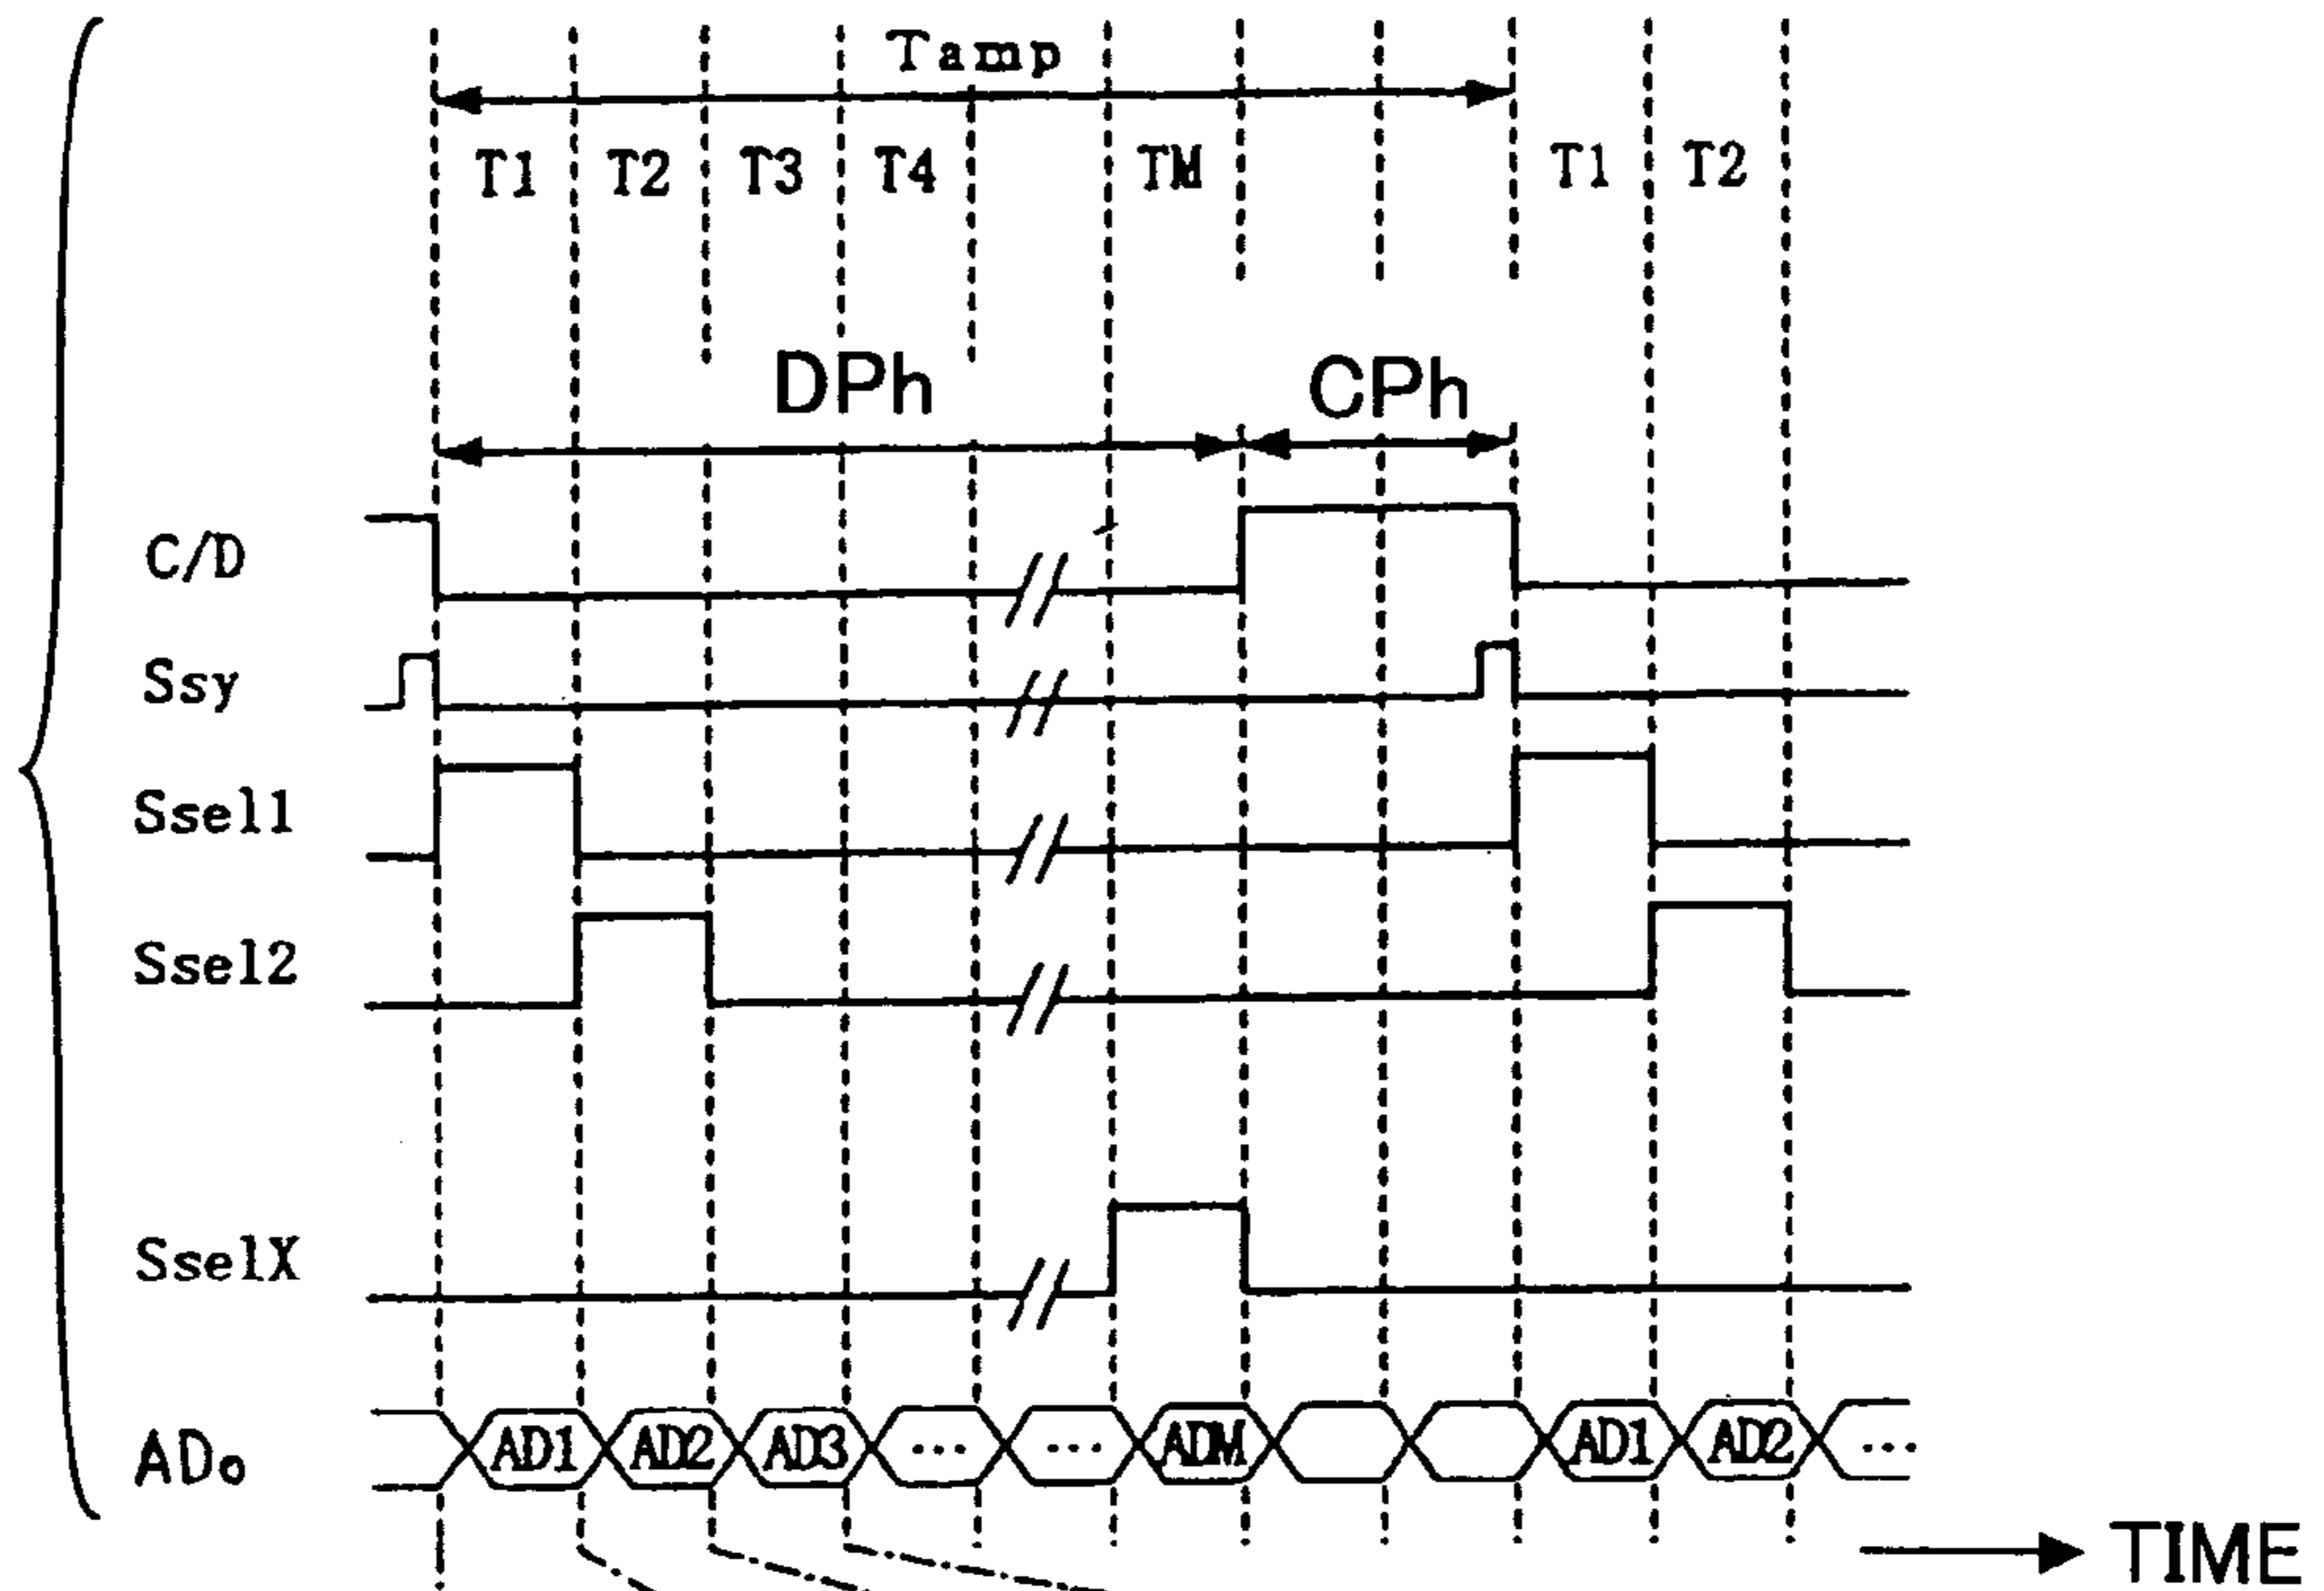 Tamp
T1 T2 T3 T4 TM T1 T2
DPh CPh
C/D
Ssy
Ssel1
Ssel2
SselX
ADo AD1 AD2 AD3 ... ... ADM AD1 AD2 ...
TIME